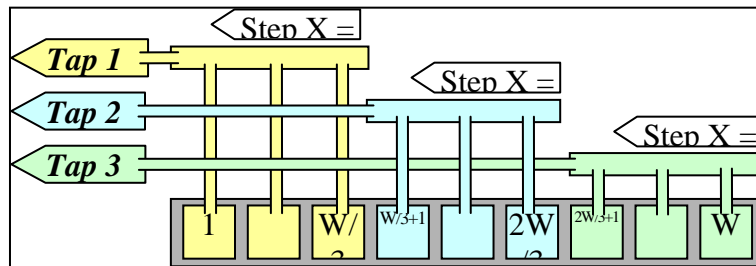 Step X =
Tap 1
Step X =
Tap 2
Step X =
Tap 3
1
W/
W/3+1
2W
2W/3+1
W